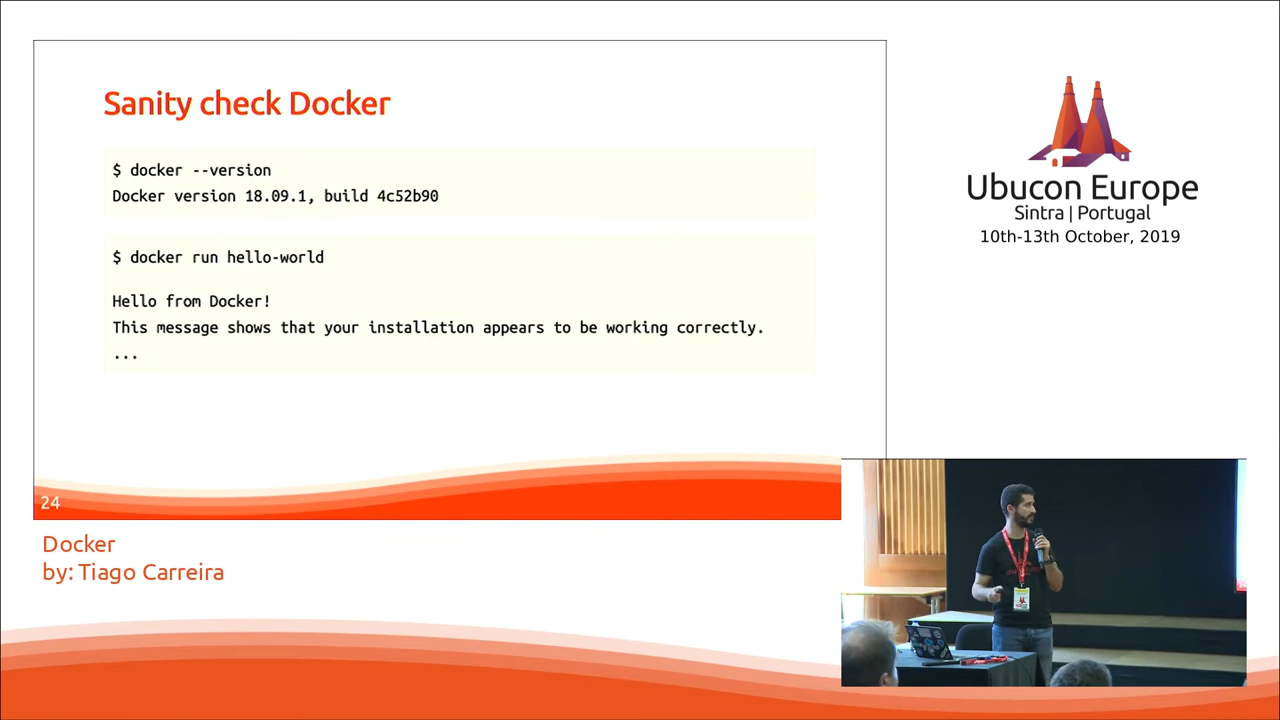 Sanity check Docker
$ docker --version
Docker version 18.09.1, build 4c52b90
$ docker run hello-world
Hello from Docker!
This message shows that your installation appears to be working correctly.
...
24
Docker
by: Tiago Carreira
Ubucon Europe
Sintra | Portugal
10th-13th October, 2019